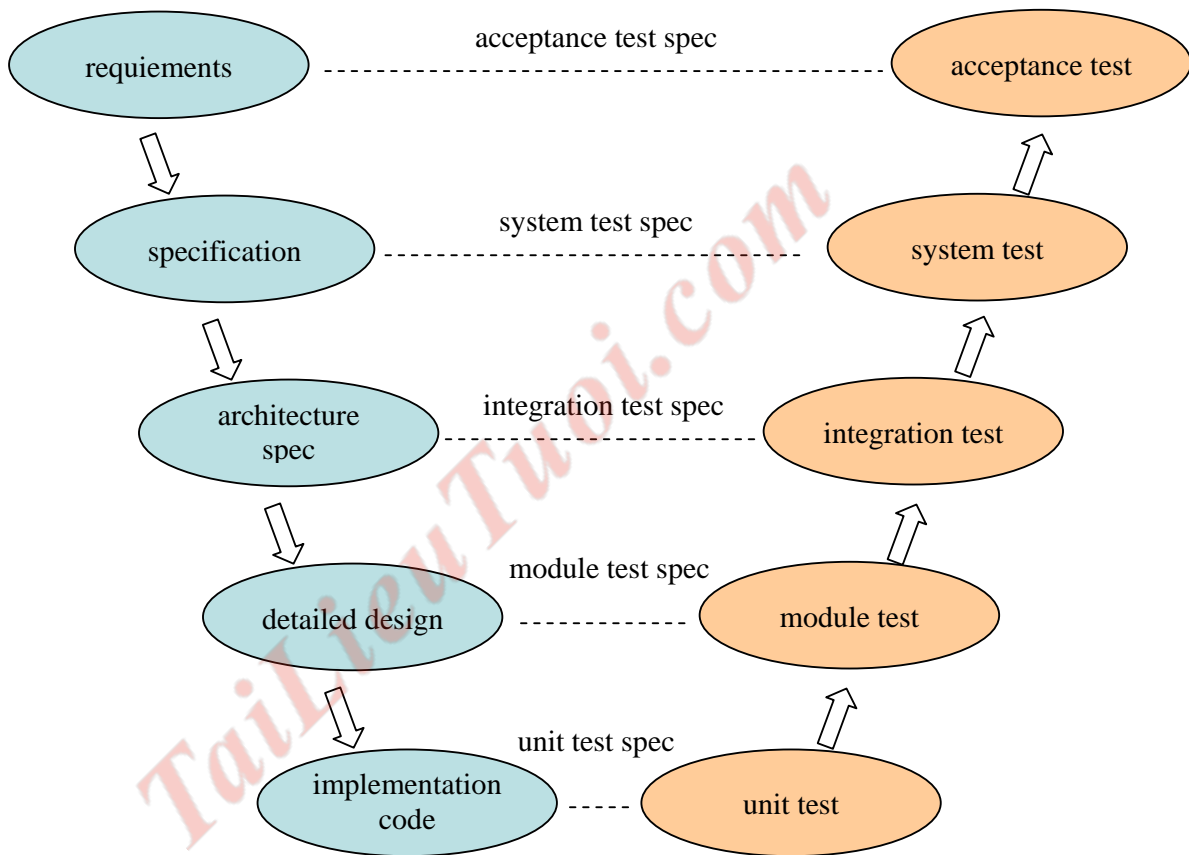 acceptance test spec
requiements
acceptance test
system test spec
specification
system test
integration test spec
architecture
spec
integration test
module test spec
detailed design
module test
unit test spec
implementation
code
unit test
TaiLieuTuoi.com